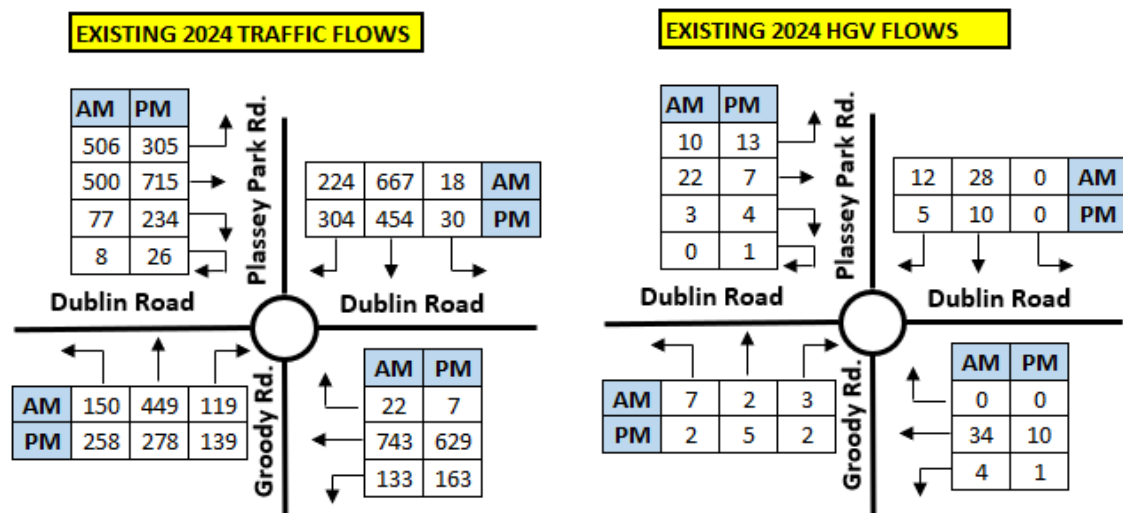 EXISTING 2024 TRAFFIC FLOWS
AM PM
506 305
500 715
77 234
8 26
Plassey Park Rd.
224 667 18 AM
304 454 30 PM
Dublin Road
Dublin Road
AM 150 449 119
PM 258 278 139
Groody Rd.
AM PM
22 7
743 629
133 163
EXISTING 2024 HGV FLOWS
AM PM
10 13
22 7
3 4
0 1
Plassey Park Rd.
12 28 0 AM
5 10 0 PM
Dublin Road
Dublin Road
AM 7 2 3
PM 2 5 2
Groody Rd.
AM PM
0 0
34 10
4 1